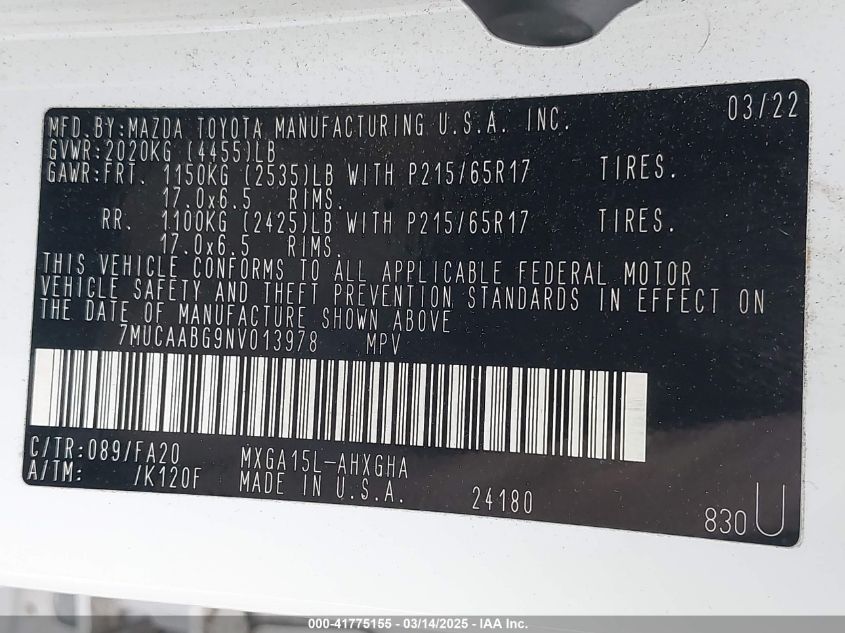 MFD.BY:MAZDA TOYOTA MANUFACTURING U.S.A. INC. 03/22
GVWR:2020KG (4455)LB
GAWR:FRT. 1150KG (2535)LB WITH P215/65R17 TIRES.
17.0x6.5 RIMS.
RR. 1100KG (2425)LB WITH P215/65R17 TIRES.
17.0x6.5 RIMS.
THIS VEHICLE CONFORMS TO ALL APPLICABLE FEDERAL MOTOR
VEHICLE SAFETY AND THEFT PREVENTION STANDARDS IN EFFECT ON
THE DATE OF MANUFACTURE SHOWN ABOVE
7MUCAABG9NV013978 MPV
C/TR:089/FA20 MXGA15L-AHXGHA
A/TM: /K120F MADE IN U.S.A. 24180
830U
000-41775155 - 03/14/2025 - IAA Inc.